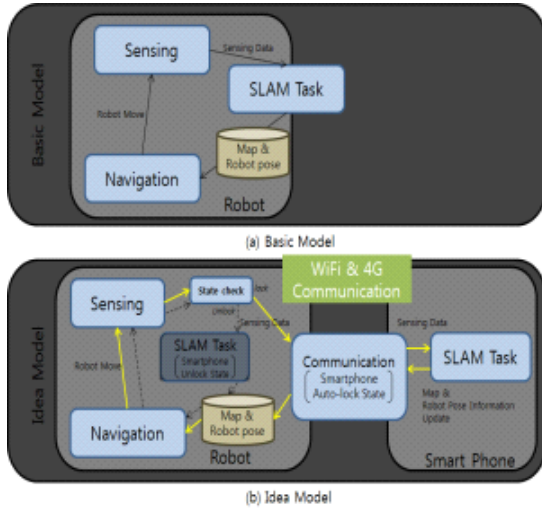 Basic Model
Sensing
Sensing Data
SLAM Task
Robot Move
Map &
Robot pose
Navigation
Robot
(a) Basic Model
Idea Model
WiFi & 4G
Communication
Sensing
State check
lock
Unlock
Sensing Data
Sensing Data
SLAM Task
Smartphone
Unlock State
Communication
Smartphone
Auto-lock State
SLAM Task
Robot Move
Map &
Robot Pose Information
Update
Map &
Robot pose
Navigation
Robot
Smart Phone
(b) Idea Model